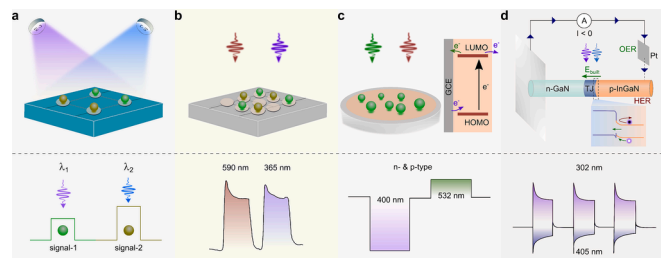 a
λ₁
λ₂
signal-1
signal-2
b
590 nm
365 nm
c
GCE
e⁻
LUMO
e⁻
e⁻
e⁻
HOMO
n- & p-type
400 nm
532 nm
d
A
I < 0
OER
Pt
E_built
n-GaN
TJ
p-InGaN
HER
302 nm
405 nm